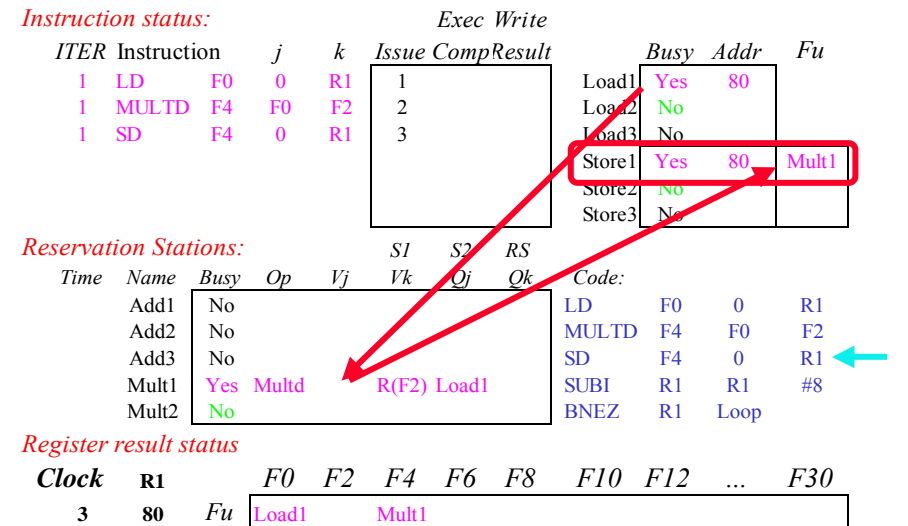 Instruction status: Exec Write
ITER Instruction j k Issue Comp Result Busy Addr Fu
1 LD F0 0 R1 1 Load1 Yes 80
1 MULTD F4 F0 F2 2 Load2 No
1 SD F4 0 R1 3 Load3 No
Store1 Yes 80 Mult1
Store2 No
Store3 No
Reservation Stations: S1 S2 RS
Time Name Busy Op Vj Vk Qj Qk Code:
Add1 No LD F0 0 R1
Add2 No MULTD F4 F0 F2
Add3 No SD F4 0 R1
Mult1 Yes Multd R(F2) Load1 SUBI R1 R1 #8
Mult2 No BNEZ R1 Loop
Register result status
Clock R1 F0 F2 F4 F6 F8 F10 F12 ... F30
3 80 Fu Load1 Mult1